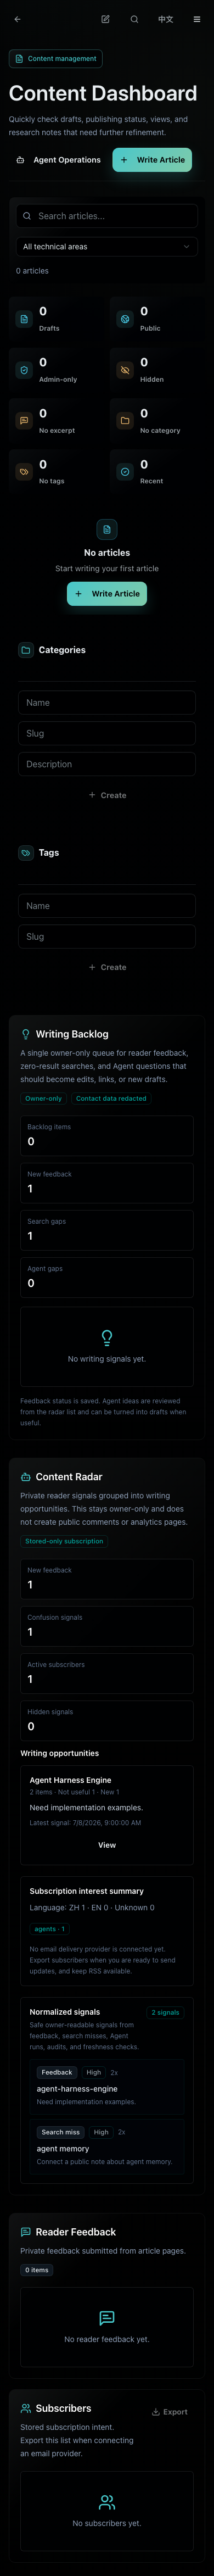 中文
Content management
Content Dashboard
Quickly check drafts, publishing status, views, and
research notes that need further refinement.
Agent Operations
Write Article
Search articles...
All technical areas
0 articles
0
Drafts
0
Public
0
Admin-only
0
Hidden
0
No excerpt
0
No category
0
No tags
0
Recent
No articles
Start writing your first article
Write Article
Categories
Name
Slug
Description
Create
Tags
Name
Slug
Create
Writing Backlog
A single owner-only queue for reader feedback,
zero-result searches, and Agent questions that
should become edits, links, or new drafts.
Owner-only
Contact data redacted
Backlog items
0
New feedback
1
Search gaps
1
Agent gaps
0
No writing signals yet.
Feedback status is saved. Agent ideas are reviewed
from the radar list and can be turned into drafts when
useful.
Content Radar
Private reader signals grouped into writing
opportunities. This stays owner-only and does
not create public comments or analytics pages.
Stored-only subscription
New feedback
1
Confusion signals
1
Active subscribers
1
Hidden signals
0
Writing opportunities
Agent Harness Engine
2 items · Not useful 1 · New 1
Need implementation examples.
Latest signal: 7/8/2026, 9:00:00 AM
View
Subscription interest summary
Language: ZH 1 · EN 0 · Unknown 0
agents · 1
No email delivery provider is connected yet.
Export subscribers when you are ready to send
updates, and keep RSS available.
Normalized signals
2 signals
Safe owner-readable signals from
feedback, search misses, Agent
runs, audits, and freshness checks.
Feedback
High
2x
agent-harness-engine
Need implementation examples.
Search miss
High
2x
agent memory
Connect a public note about agent memory.
Reader Feedback
Private feedback submitted from article pages.
0 items
No reader feedback yet.
Subscribers
Export
Stored subscription intent.
Export this list when connecting
an email provider.
No subscribers yet.